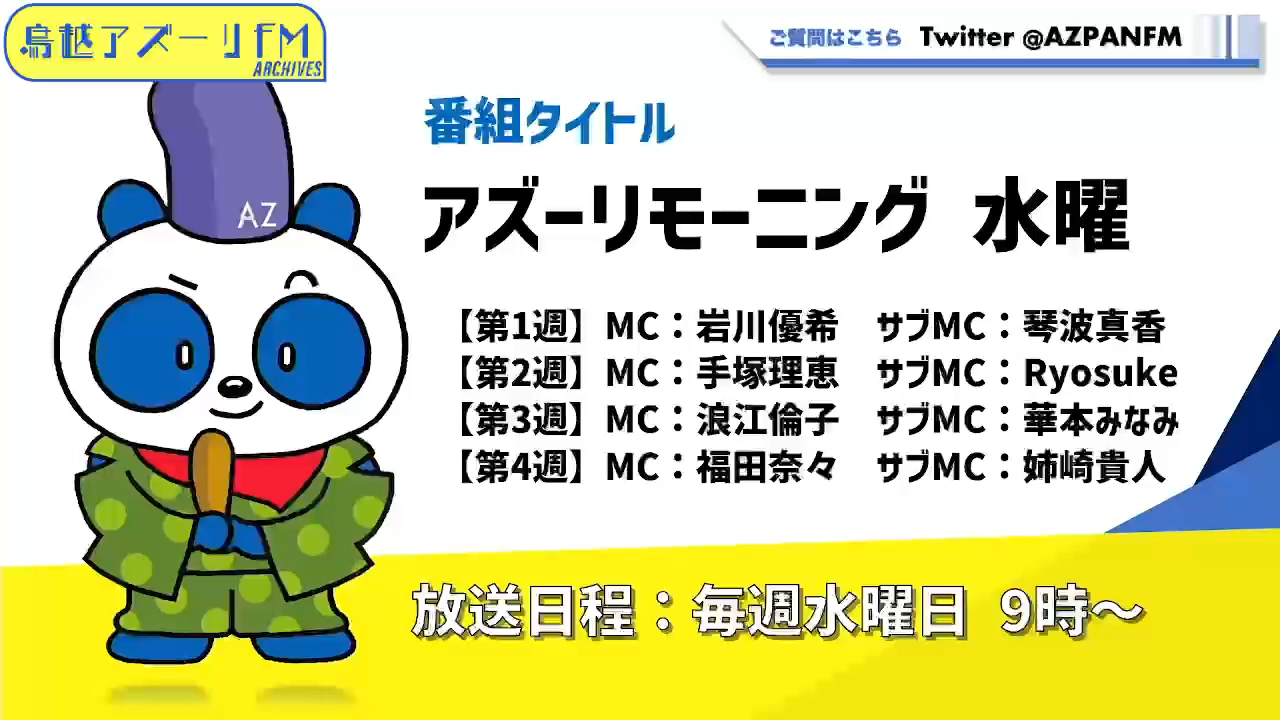 鳥越アズーリFM
ARCHIVES
ご質問はこちら Twitter @AZPANFM
番組タイトル
アズーリモーニング 水曜
AZ
【第1週】MC：岩川優希 サブMC：琴波真香
【第2週】MC：手塚理恵 サブMC：Ryosuke
【第3週】MC：浪江倫子 サブMC：華本みなみ
【第4週】MC：福田奈々 サブMC：姉崎貴人
放送日程：毎週水曜日 9時～